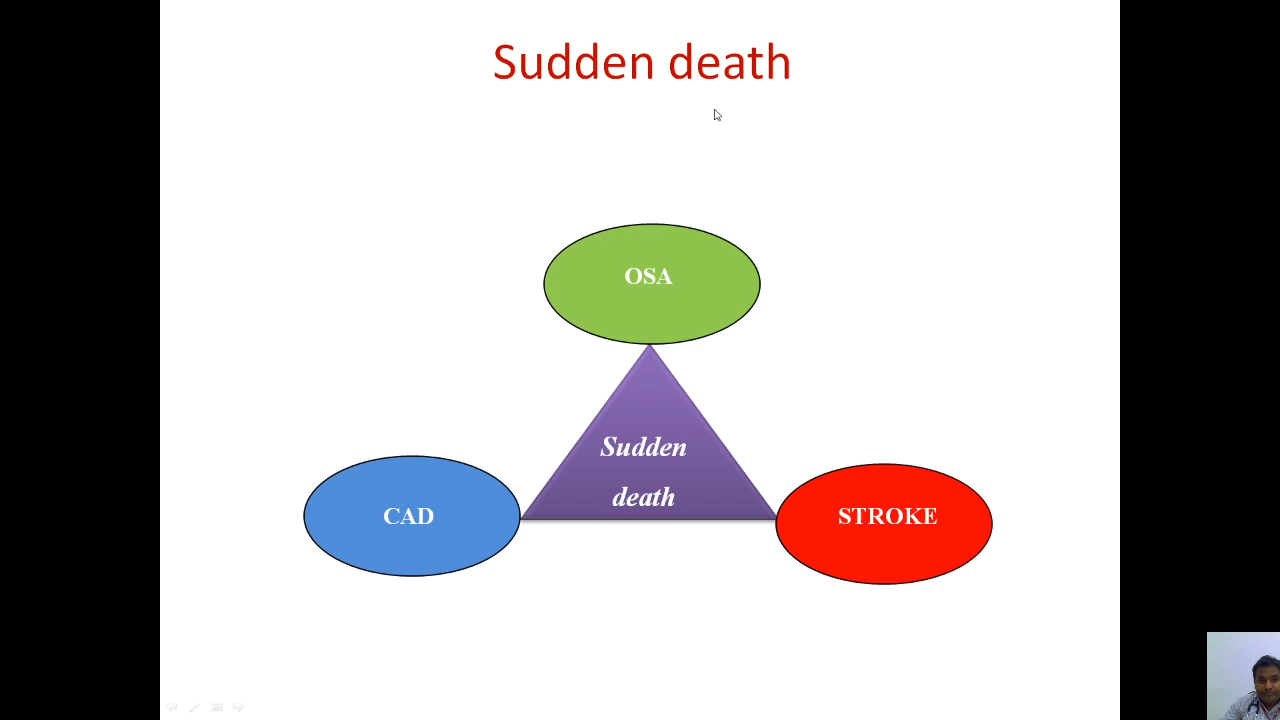 Sudden death
OSA
Sudden
death
CAD
STROKE